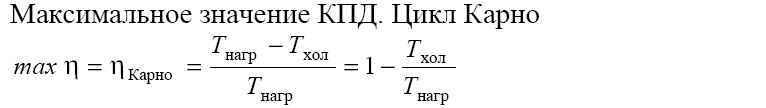 Максимальное значение КПД. Цикл Карно
max η = η_Карно = (T_нагр − T_хол) / T_нагр = 1 − T_хол / T_нагр